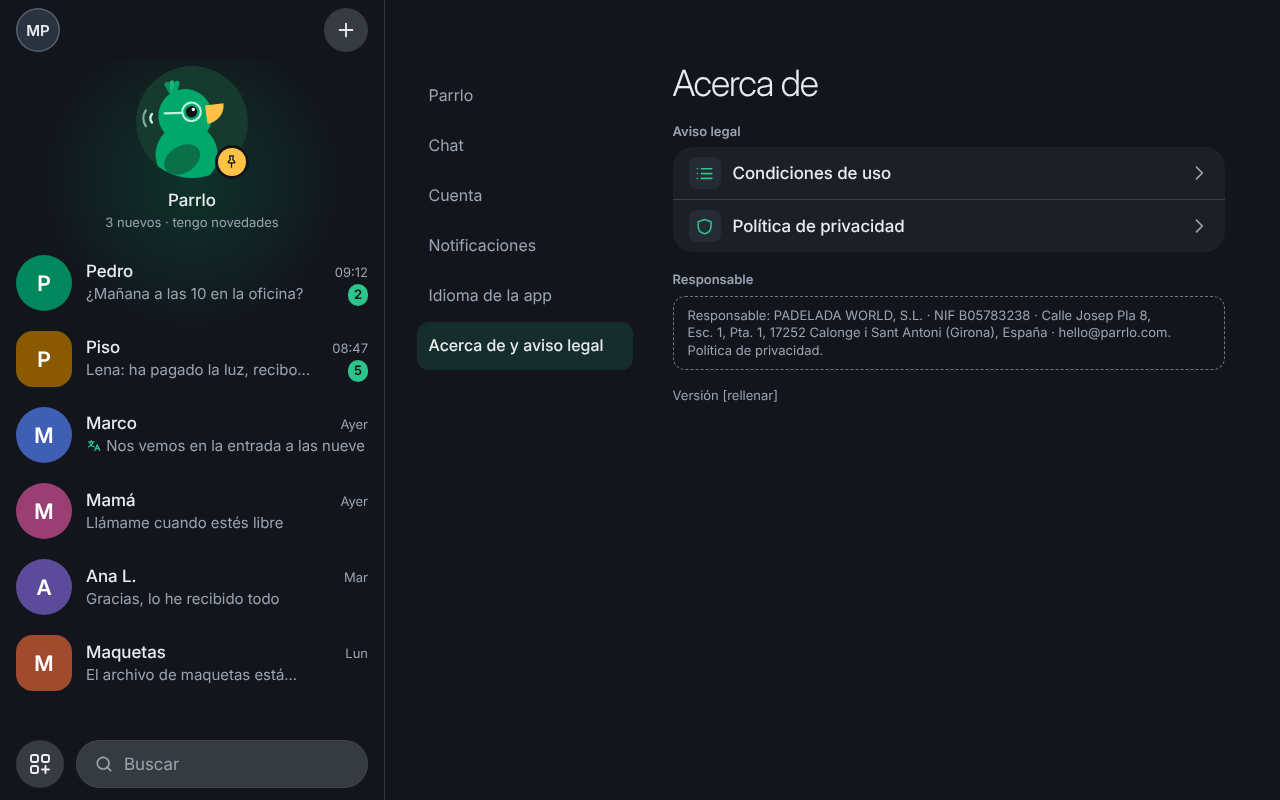 MP
Parrlo
3 nuevos · tengo novedades
P
Pedro
09:12
¿Mañana a las 10 en la oficina?
2
P
Piso
08:47
Lena: ha pagado la luz, recibo...
5
M
Marco
Ayer
Nos vemos en la entrada a las nueve
M
Mamá
Ayer
Llámame cuando estés libre
A
Ana L.
Mar
Gracias, lo he recibido todo
M
Maquetas
Lun
El archivo de maquetas está...
Buscar
Parrlo
Chat
Cuenta
Notificaciones
Idioma de la app
Acerca de y aviso legal
Acerca de
Aviso legal
Condiciones de uso
Política de privacidad
Responsable
Responsable: PADELADA WORLD, S.L. · NIF B05783238 · Calle Josep Pla 8,
Esc. 1, Pta. 1, 17252 Calonge i Sant Antoni (Girona), España · hello@parrlo.com.
Política de privacidad.
Versión [rellenar]